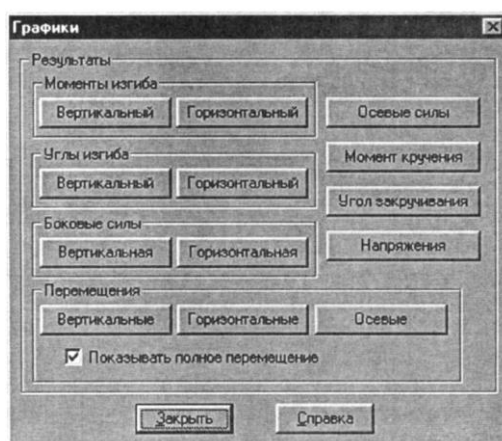 Графики
Результаты
Моменты изгиба
Вертикальный Горизонтальный Осевые силы
Момент кручения
Углы изгиба
Вертикальный Горизонтальный
Угол закручивания
Боковые силы
Вертикальная Горизонтальная Напряжения
Перемещения
Вертикальные Горизонтальные Осевые
Показывать полное перемещение
Закрыть Справка